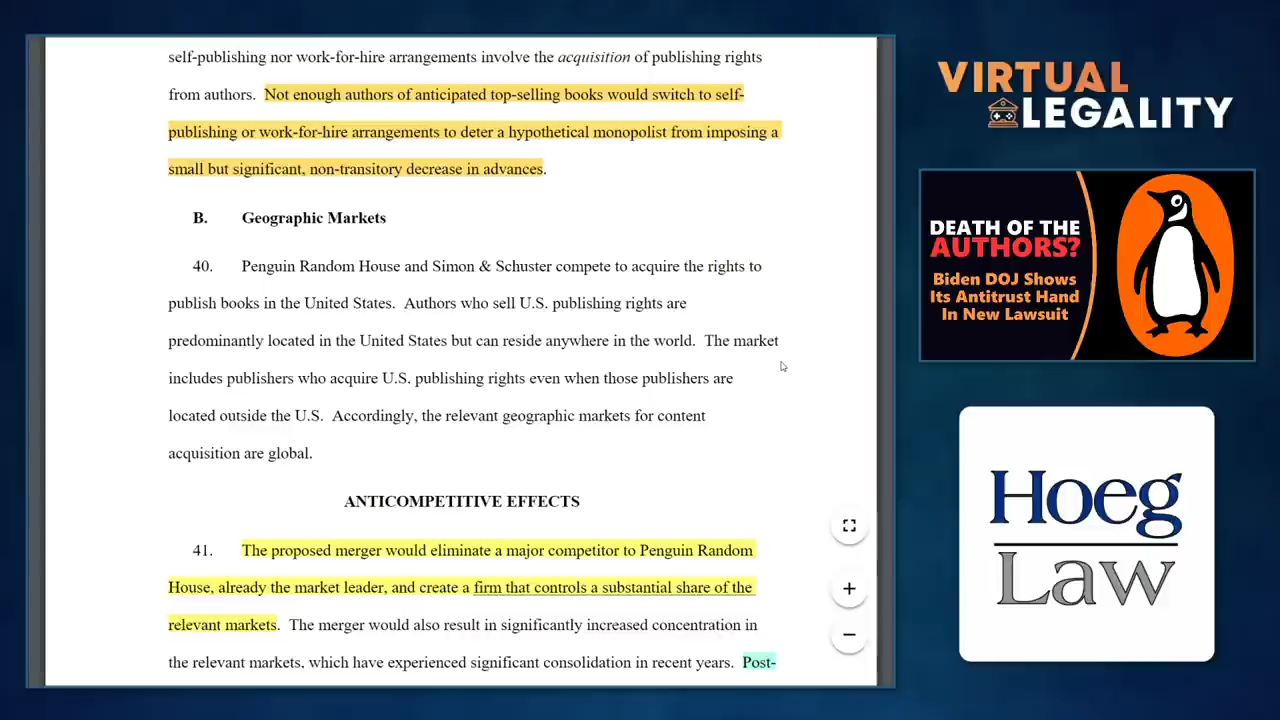 self-publishing nor work-for-hire arrangements involve the acquisition of publishing rights
from authors. Not enough authors of anticipated top-selling books would switch to self-
publishing or work-for-hire arrangements to deter a hypothetical monopolist from imposing a
small but significant, non-transitory decrease in advances.
B. Geographic Markets
40. Penguin Random House and Simon & Schuster compete to acquire the rights to
publish books in the United States. Authors who sell U.S. publishing rights are
predominantly located in the United States but can reside anywhere in the world. The market
includes publishers who acquire U.S. publishing rights even when those publishers are
located outside the U.S. Accordingly, the relevant geographic markets for content
acquisition are global.
ANTICOMPETITIVE EFFECTS
41. The proposed merger would eliminate a major competitor to Penguin Random
House, already the market leader, and create a firm that controls a substantial share of the
relevant markets. The merger would also result in significantly increased concentration in
the relevant markets, which have experienced significant consolidation in recent years. Post-
VIRTUAL
LEGALITY
DEATH OF THE
AUTHORS?
Biden DOJ Shows
Its Antitrust Hand
In New Lawsuit
Hoeg
Law